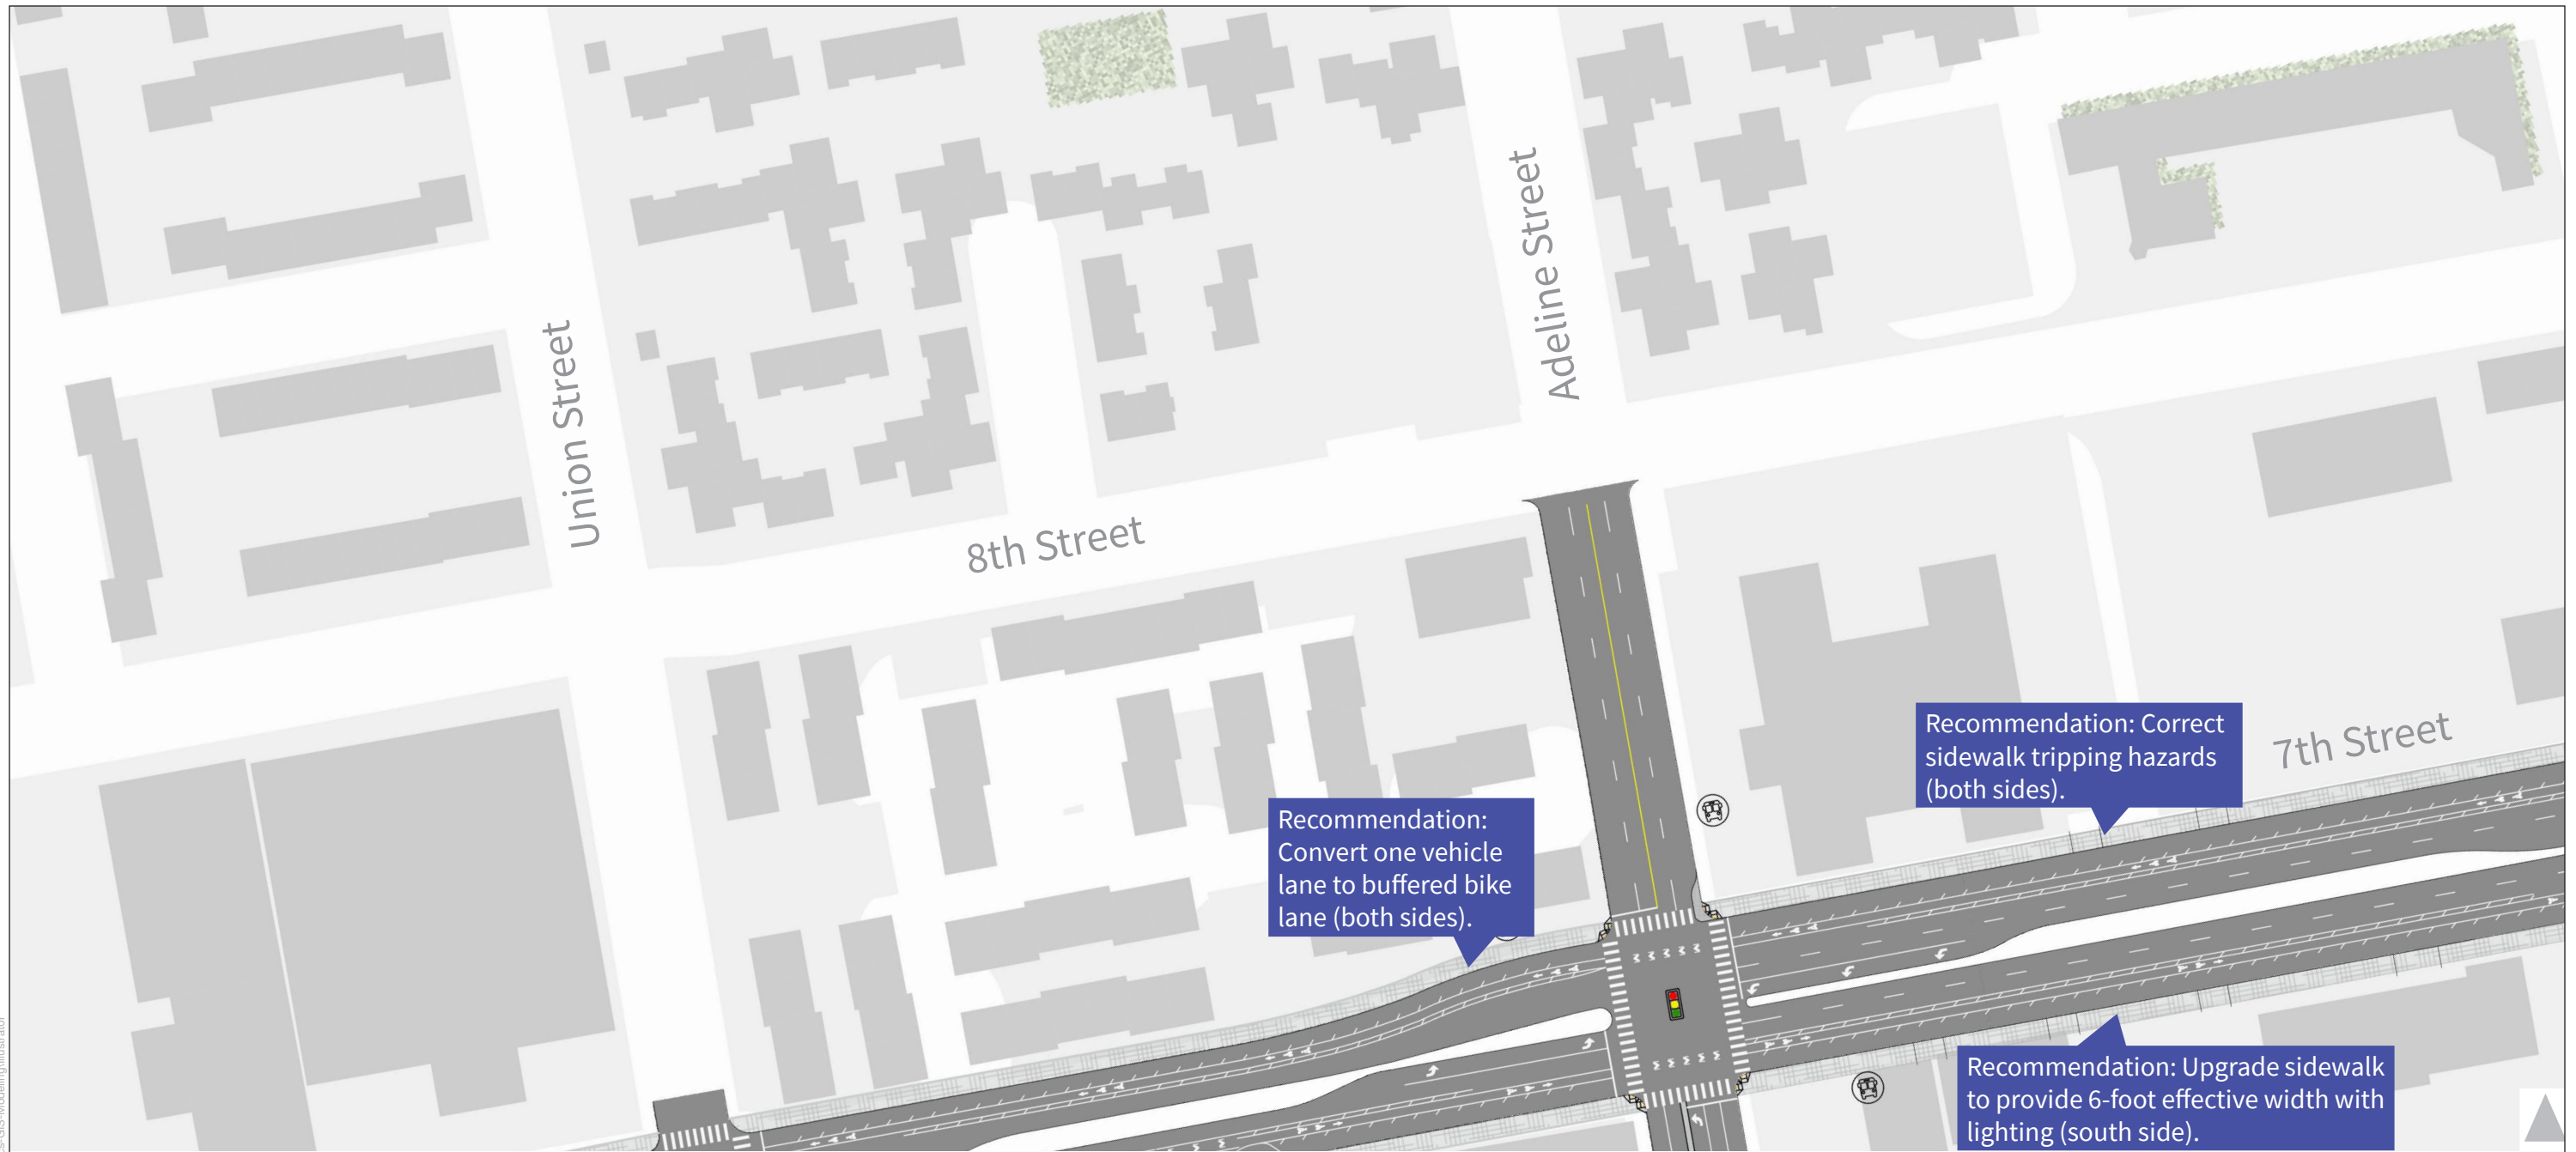 Union Street
Adeline Street
8th Street
7th Street
Recommendation: Correct
sidewalk tripping hazards
(both sides).
Recommendation:
Convert one vehicle
lane to buffered bike
lane (both sides).
Recommendation: Upgrade sidewalk
to provide 6-foot effective width with
lighting (south side).